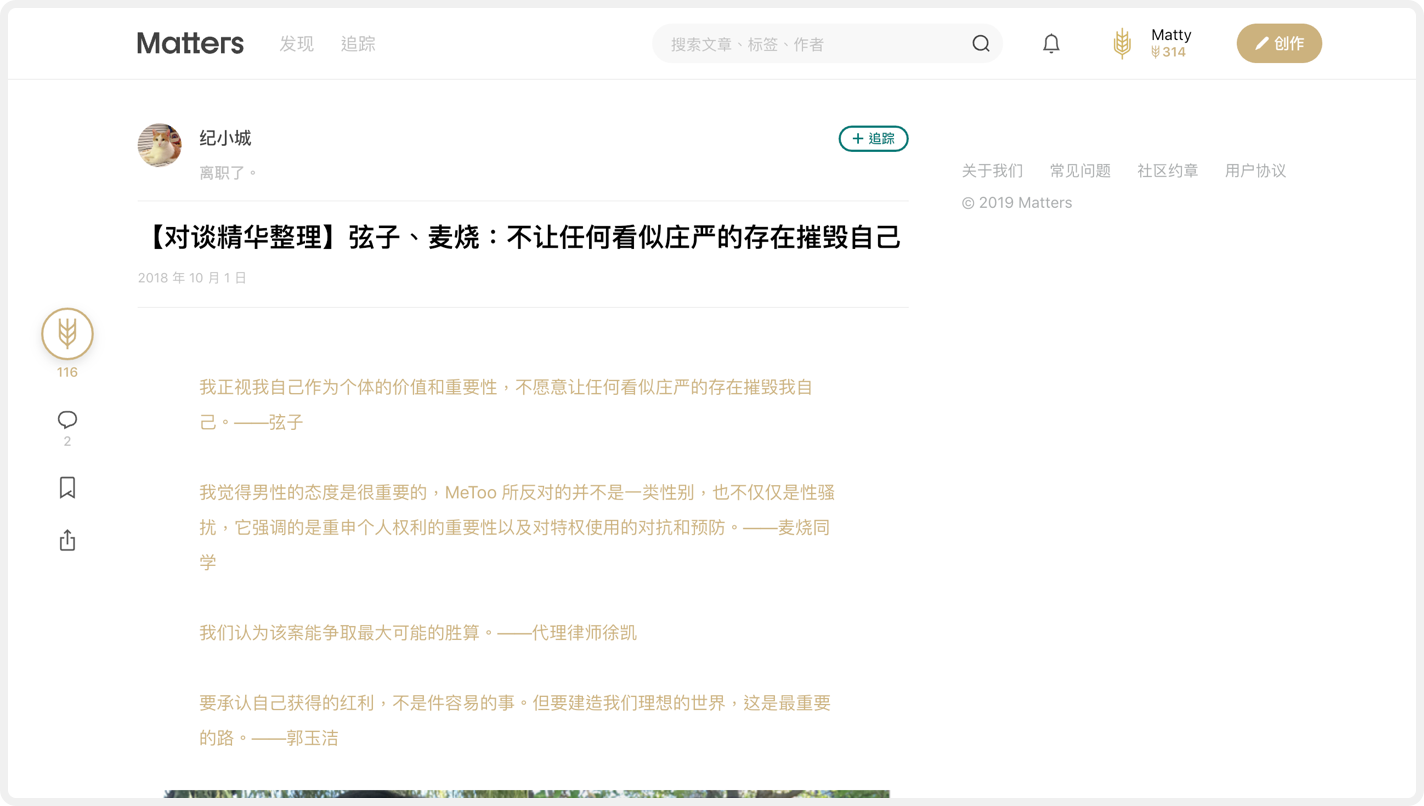 Matters
发现
追踪
搜索文章、标签、作者
Matty
314
创作
纪小城
离职了。
追踪
关于我们
常见问题
社区约章
用户协议
© 2019 Matters
【对谈精华整理】弦子、麦烧：不让任何看似庄严的存在摧毁自己
2018 年 10 月 1 日
116
2
我正视我自己作为个体的价值和重要性，不愿意让任何看似庄严的存在摧毁我自
己。——弦子
我觉得男性的态度是很重要的，MeToo 所反对的并不是一类性别，也不仅仅是性骚
扰，它强调的是重申个人权利的重要性以及对特权使用的对抗和预防。——麦烧同
学
我们认为该案能争取最大可能的胜算。——代理律师徐凯
要承认自己获得的红利，不是件容易的事。但要建造我们理想的世界，这是最重要
的路。——郭玉洁